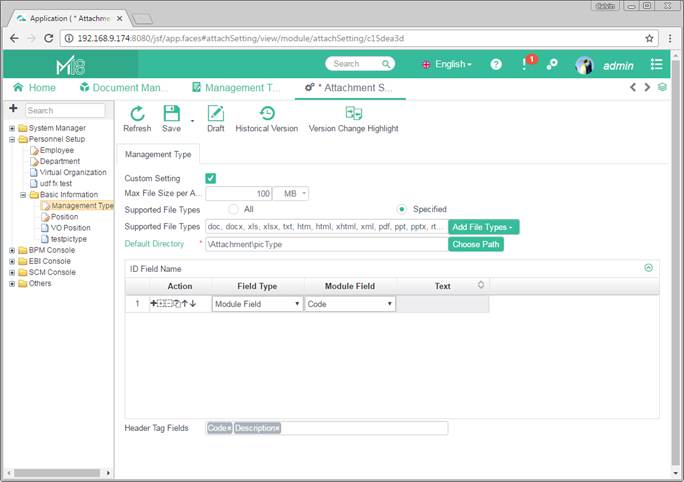 Calvin
Application ( * Attachmen
192.168.9.174:8080/jsf/app.faces#attachSetting/view/module/attachSetting/c15dea3d
M18 Search English 1 admin
Home Document Man... Management T... * Attachment S...
Search
Refresh Save Draft Historical Version Version Change Highlight
System Manager
Personnel Setup
Employee
Department
Virtual Organization
udf fx test
Basic Information
Management Type
Position
VO Position
testpictype
BPM Console
EBI Console
SCM Console
Others
Management Type
Custom Setting
Max File Size per A... 100 MB
Supported File Types All Specified
Supported File Types doc, docx, xls, xlsx, txt, htm, html, xhtml, xml, pdf, ppt, pptx, rt... Add File Types
Default Directory * \Attachment\picType Choose Path
ID Field Name
Action Field Type Module Field Text
1 Module Field Code
Header Tag Fields Code× Description×